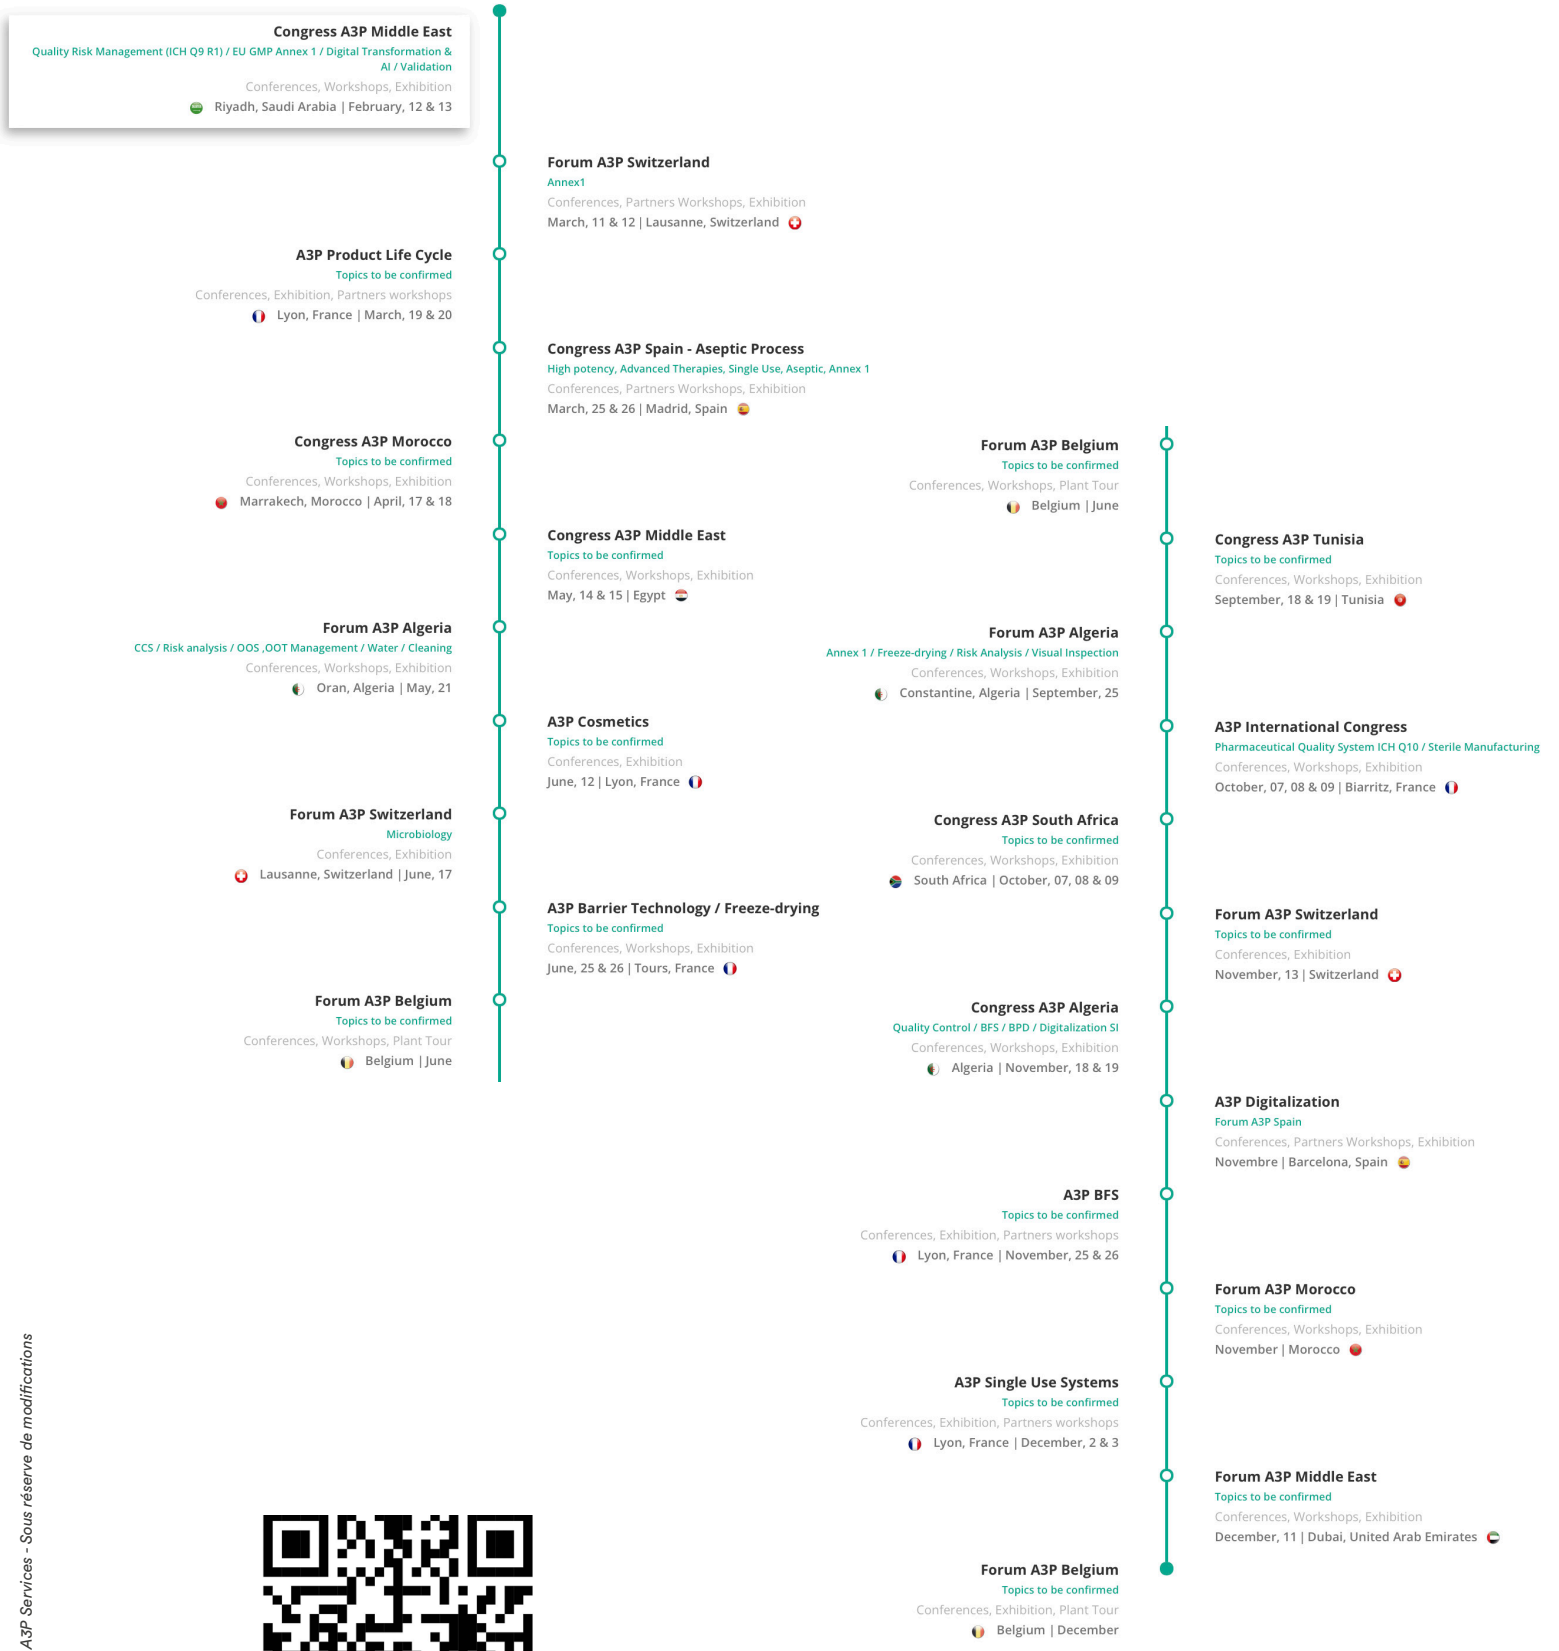 Congress A3P Middle East
Quality Risk Management (ICH Q9 R1) / EU GMP Annex 1 / Digital Transformation &
AI / Validation
Conferences, Workshops, Exhibition
Riyadh, Saudi Arabia | February, 12 & 13
Forum A3P Switzerland
Annex1
Conferences, Partners Workshops, Exhibition
March, 11 & 12 | Lausanne, Switzerland
A3P Product Life Cycle
Topics to be confirmed
Conferences, Exhibition, Partners workshops
Lyon, France | March, 19 & 20
Congress A3P Spain - Aseptic Process
High potency, Advanced Therapies, Single Use, Aseptic, Annex 1
Conferences, Partners Workshops, Exhibition
March, 25 & 26 | Madrid, Spain
Congress A3P Morocco
Topics to be confirmed
Conferences, Workshops, Exhibition
Marrakech, Morocco | April, 17 & 18
Congress A3P Middle East
Topics to be confirmed
Conferences, Workshops, Exhibition
May, 14 & 15 | Egypt
Forum A3P Algeria
CCS / Risk analysis / OOS ,OOT Management / Water / Cleaning
Conferences, Workshops, Exhibition
Oran, Algeria | May, 21
A3P Cosmetics
Topics to be confirmed
Conferences, Exhibition
June, 12 | Lyon, France
Forum A3P Switzerland
Microbiology
Conferences, Exhibition
Lausanne, Switzerland | June, 17
A3P Barrier Technology / Freeze-drying
Topics to be confirmed
Conferences, Workshops, Exhibition
June, 25 & 26 | Tours, France
Forum A3P Belgium
Topics to be confirmed
Conferences, Workshops, Plant Tour
Belgium | June
Forum A3P Belgium
Topics to be confirmed
Conferences, Workshops, Plant Tour
Belgium | June
Congress A3P Tunisia
Topics to be confirmed
Conferences, Workshops, Exhibition
September, 18 & 19 | Tunisia
Forum A3P Algeria
Annex 1 / Freeze-drying / Risk Analysis / Visual Inspection
Conferences, Workshops, Exhibition
Constantine, Algeria | September, 25
A3P International Congress
Pharmaceutical Quality System ICH Q10 / Sterile Manufacturing
Conferences, Workshops, Exhibition
October, 07, 08 & 09 | Biarritz, France
Congress A3P South Africa
Topics to be confirmed
Conferences, Workshops, Exhibition
South Africa | October, 07, 08 & 09
Forum A3P Switzerland
Topics to be confirmed
Conferences, Exhibition
November, 13 | Switzerland
Congress A3P Algeria
Quality Control / BFS / BPD / Digitalization SI
Conferences, Workshops, Exhibition
Algeria | November, 18 & 19
A3P Digitalization
Forum A3P Spain
Conferences, Partners Workshops, Exhibition
Novembre | Barcelona, Spain
A3P BFS
Topics to be confirmed
Conferences, Exhibition, Partners workshops
Lyon, France | November, 25 & 26
Forum A3P Morocco
Topics to be confirmed
Conferences, Workshops, Exhibition
November | Morocco
A3P Single Use Systems
Topics to be confirmed
Conferences, Exhibition, Partners workshops
Lyon, France | December, 2 & 3
Forum A3P Middle East
Topics to be confirmed
Conferences, Workshops, Exhibition
December, 11 | Dubai, United Arab Emirates
Forum A3P Belgium
Topics to be confirmed
Conferences, Exhibition, Plant Tour
Belgium | December
A3P Services - Sous réserve de modifications